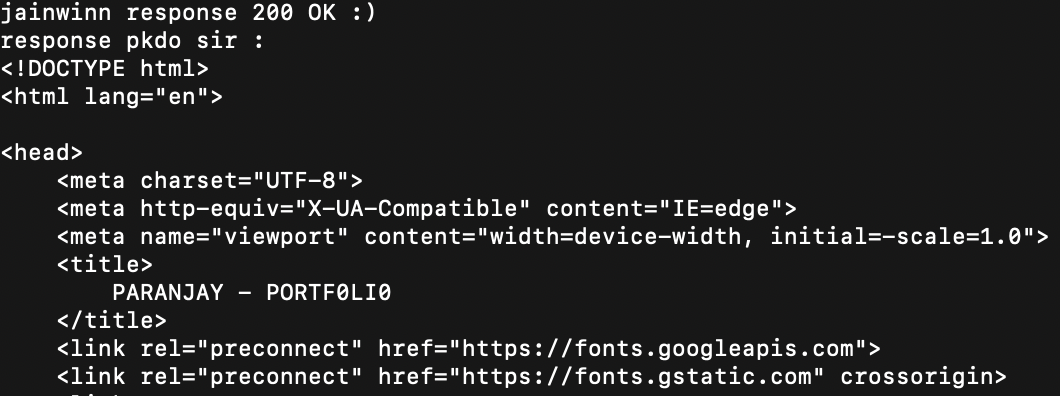 jainwinn response 200 OK :)
response pkdo sir :
<!DOCTYPE html>
<html lang="en">
<head>
<meta charset="UTF-8">
<meta http-equiv="X-UA-Compatible" content="IE=edge">
<meta name="viewport" content="width=device-width, initial=-scale=1.0">
<title>
PARANJAY - PORTF0LI0
</title>
<link rel="preconnect" href="https://fonts.googleapis.com">
<link rel="preconnect" href="https://fonts.gstatic.com" crossorigin>